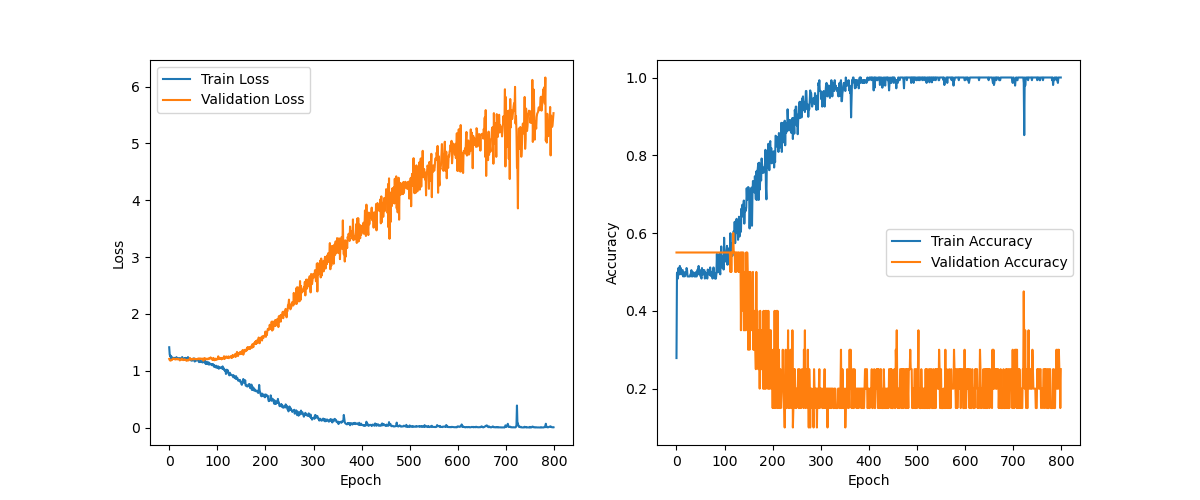 Train Loss
Validation Loss
Loss
6
5
4
3
2
1
0
0 100 200 300 400 500 600 700 800
Epoch
Train Accuracy
Validation Accuracy
Accuracy
1.0
0.8
0.6
0.4
0.2
0 100 200 300 400 500 600 700 800
Epoch